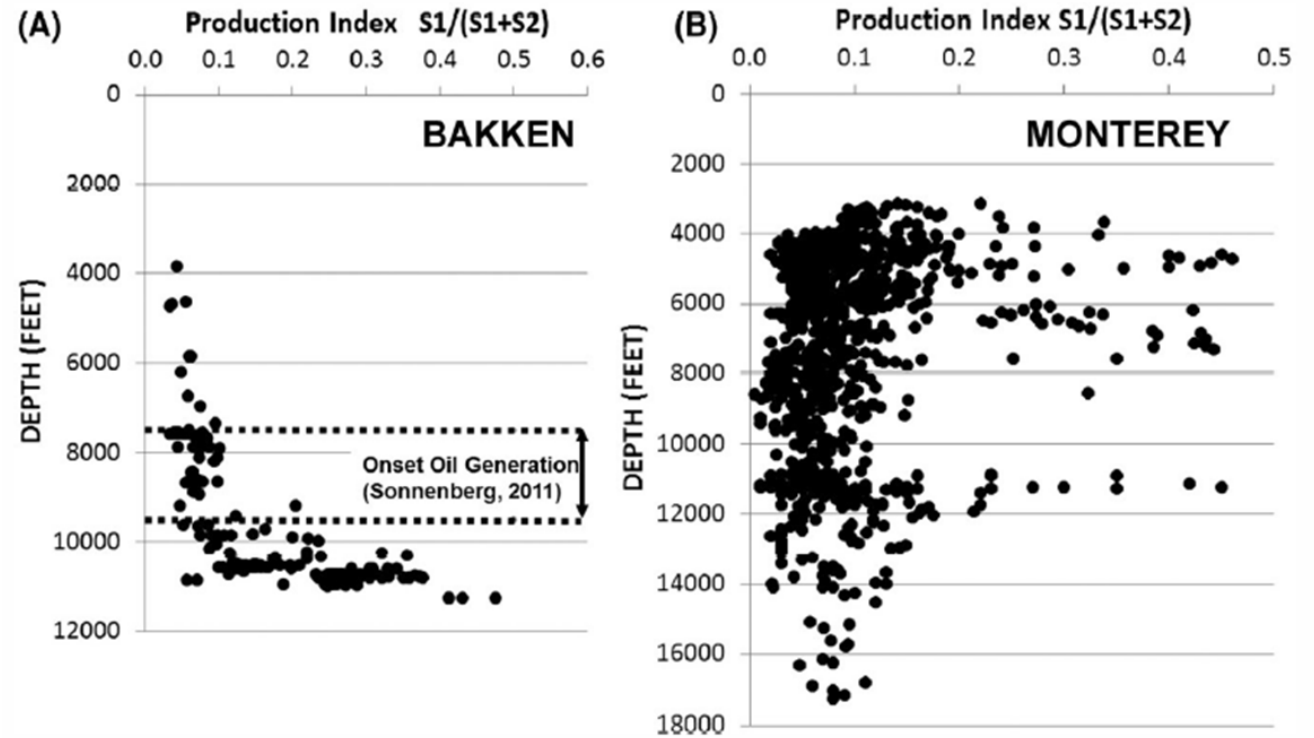 (A)
Production Index S1/(S1+S2)
0.0 0.1 0.2 0.3 0.4 0.5 0.6
BAKKEN
DEPTH (FEET)
0
2000
4000
6000
8000
10000
12000
Onset Oil Generation
(Sonnenberg, 2011)
(B)
Production Index S1/(S1+S2)
0.0 0.1 0.2 0.3 0.4 0.5
MONTEREY
DEPTH (FEET)
0
2000
4000
6000
8000
10000
12000
14000
16000
18000